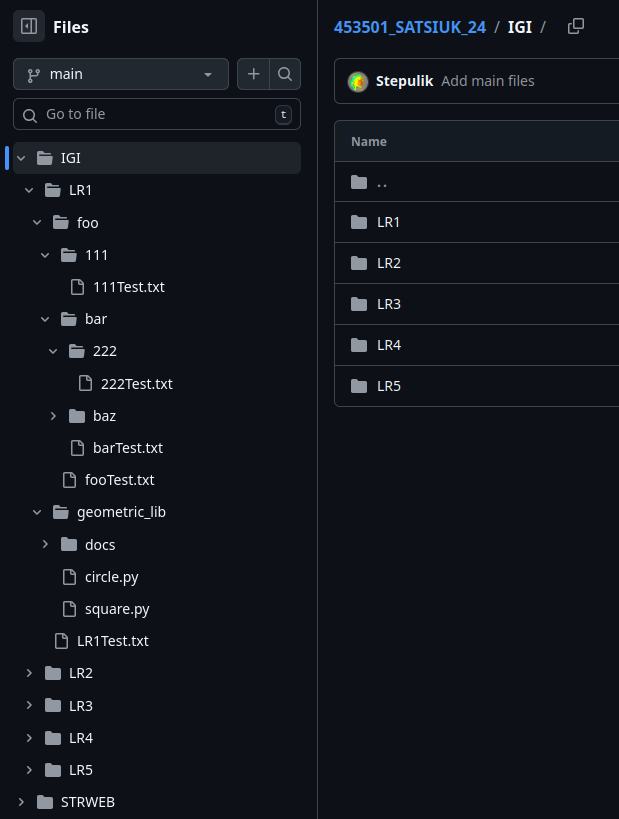 Files
main
Go to file
t
IGI
LR1
foo
111
111Test.txt
bar
222
222Test.txt
baz
barTest.txt
fooTest.txt
geometric_lib
docs
circle.py
square.py
LR1Test.txt
LR2
LR3
LR4
LR5
STRWEB
453501_SATSIUK_24 / IGI /
Stepulik Add main files
Name
..
LR1
LR2
LR3
LR4
LR5